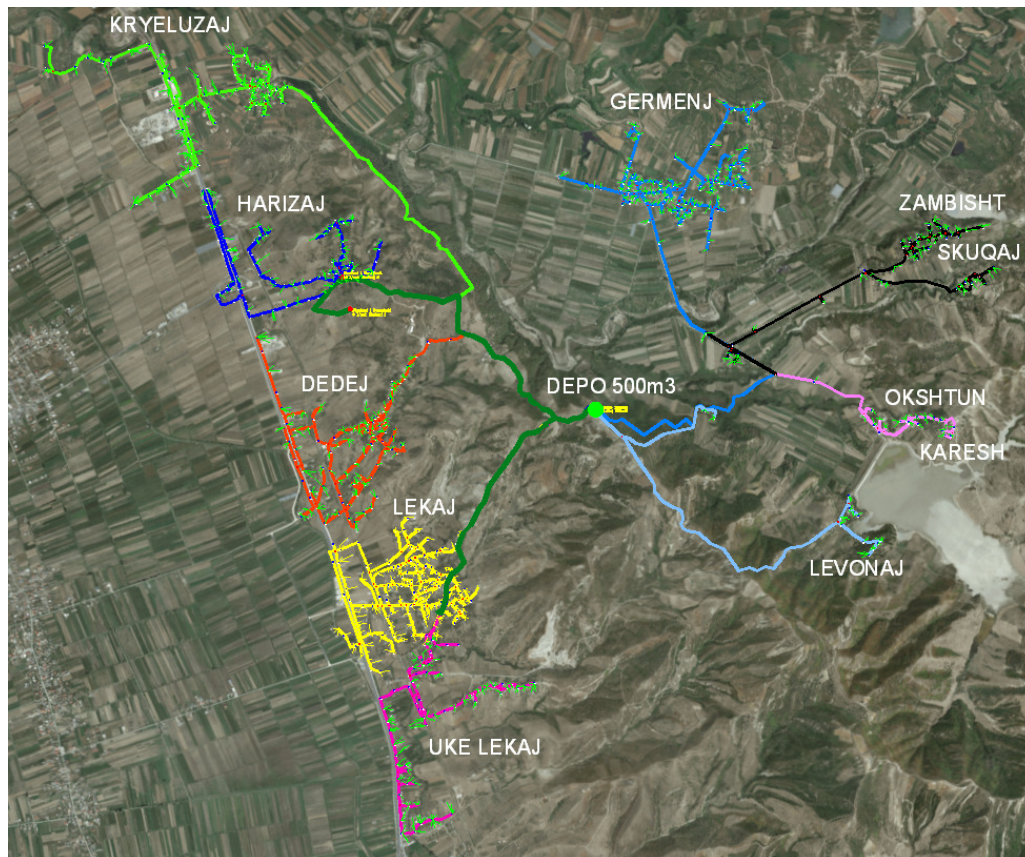 KRYELUZAJ
GERMENJ
HARIZAJ
ZAMBISHT
SKUQAJ
DEDEJ
DEPO 500m3
OKSHTUN
KARESH
LEKAJ
LEVONAJ
UKE LEKAJ